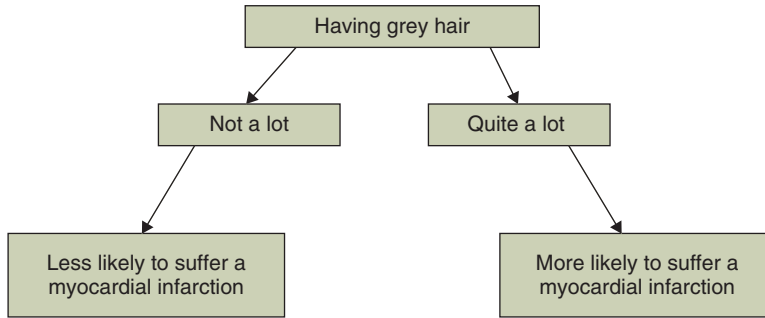 Having grey hair
Not a lot
Quite a lot
Less likely to suffer a
myocardial infarction
More likely to suffer a
myocardial infarction